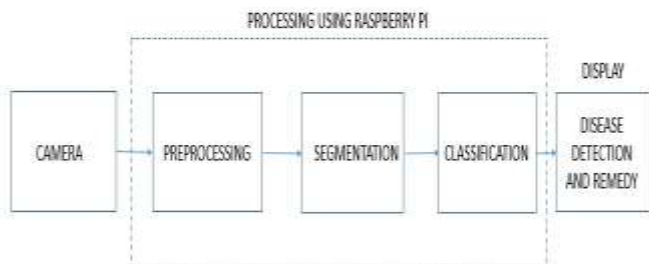 PROCESSING USING RASPBERRY PI
DISPLAY
CAMERA
PREPROCESSING
SEGMENTATION
CLASSIFICATION
DISEASE
DETECTION
AND REMEDY